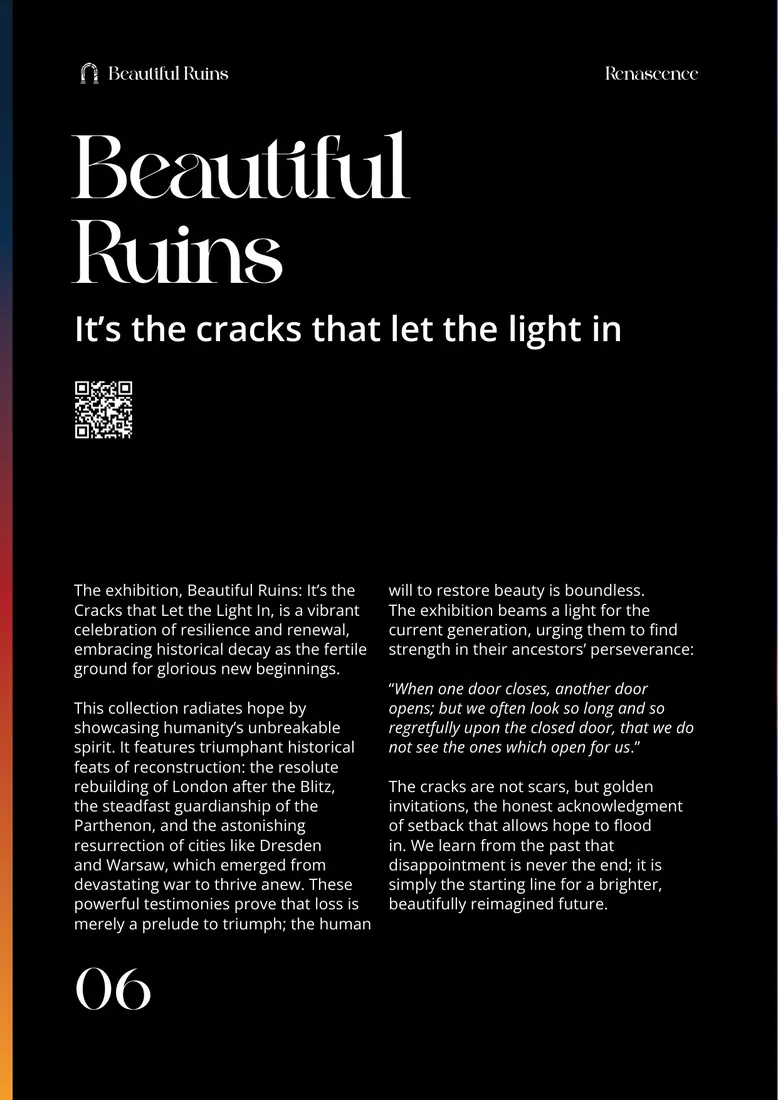 Beautiful Ruins
Renascence
Beautiful
Ruins
It’s the cracks that let the light in
The exhibition, Beautiful Ruins: It’s the
Cracks that Let the Light In, is a vibrant
celebration of resilience and renewal,
embracing historical decay as the fertile
ground for glorious new beginnings.
This collection radiates hope by
showcasing humanity’s unbreakable
spirit. It features triumphant historical
feats of reconstruction: the resolute
rebuilding of London after the Blitz,
the steadfast guardianship of the
Parthenon, and the astonishing
resurrection of cities like Dresden
and Warsaw, which emerged from
devastating war to thrive anew. These
powerful testimonies prove that loss is
merely a prelude to triumph; the human
will to restore beauty is boundless.
The exhibition beams a light for the
current generation, urging them to find
strength in their ancestors’ perseverance:
“When one door closes, another door
opens; but we often look so long and so
regretfully upon the closed door, that we do
not see the ones which open for us.”
The cracks are not scars, but golden
invitations, the honest acknowledgment
of setback that allows hope to flood
in. We learn from the past that
disappointment is never the end; it is
simply the starting line for a brighter,
beautifully reimagined future.
06